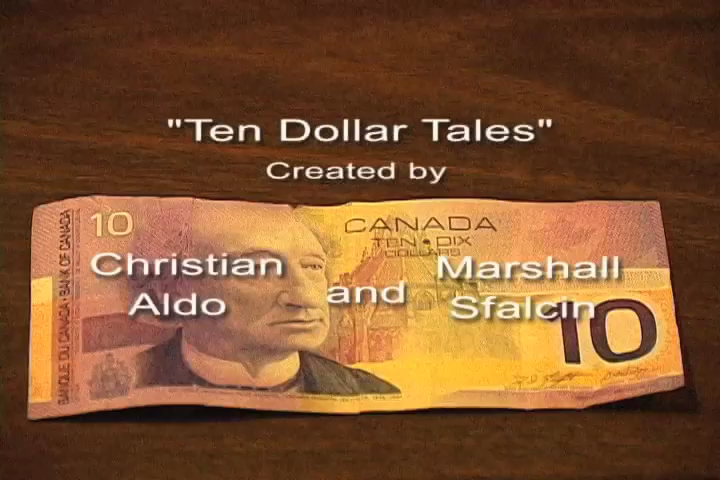 "Ten Dollar Tales"
Created by
Christian
Aldo
and
Marshall
Sfalcin
10
CANADA
TEN • DIX
DOLLARS
10
BANQUE DU CANADA • BANK OF CANADA